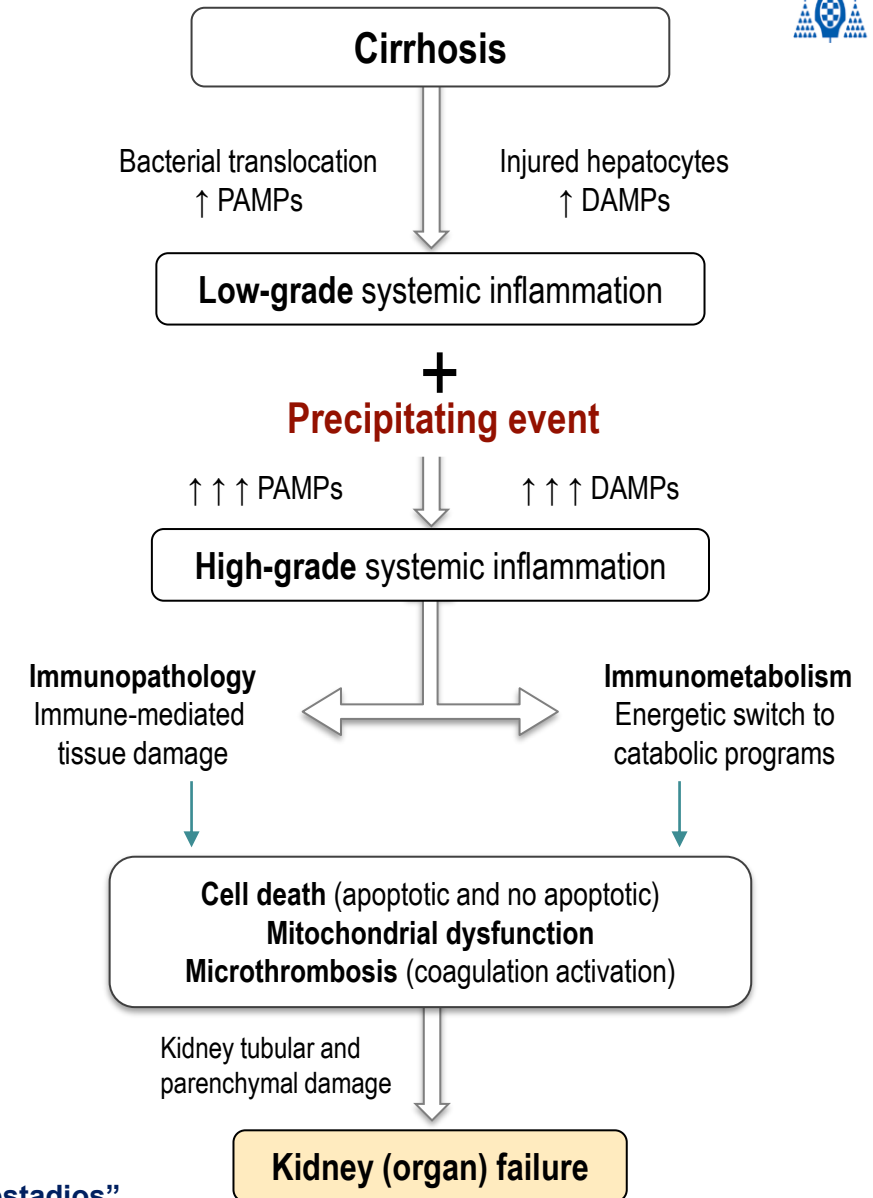 Cirrhosis
Bacterial translocation
↑ PAMPs
Injured hepatocytes
↑ DAMPs
Low-grade systemic inflammation
+
Precipitating event
↑ ↑ ↑ PAMPs
↑ ↑ ↑ DAMPs
High-grade systemic inflammation
Immunopathology
Immune-mediated
tissue damage
Immunometabolism
Energetic switch to
catabolic programs
Cell death (apoptotic and no apoptotic)
Mitochondrial dysfunction
Microthrombosis (coagulation activation)
Kidney tubular and
parenchymal damage
Kidney (organ) failure